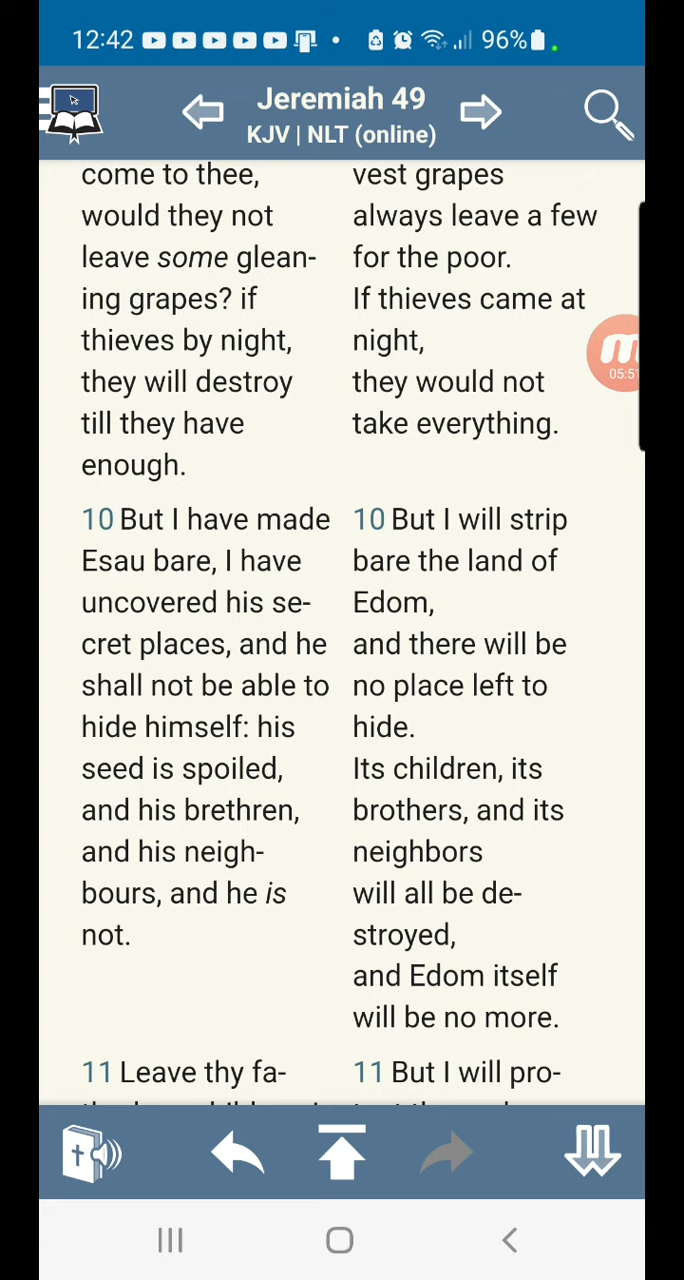 12:42 96%
Jeremiah 49
KJV | NLT (online)
come to thee,
would they not
leave some glean-
ing grapes? if
thieves by night,
they will destroy
till they have
enough.
10 But I have made
Esau bare, I have
uncovered his se-
cret places, and he
shall not be able to
hide himself: his
seed is spoiled,
and his brethren,
and his neigh-
bours, and he is
not.
11 Leave thy fa-
vest grapes
always leave a few
for the poor.
If thieves came at
night,
they would not
take everything.
10 But I will strip
bare the land of
Edom,
and there will be
no place left to
hide.
Its children, its
brothers, and its
neighbors
will all be de-
stroyed,
and Edom itself
will be no more.
11 But I will pro-
05:51